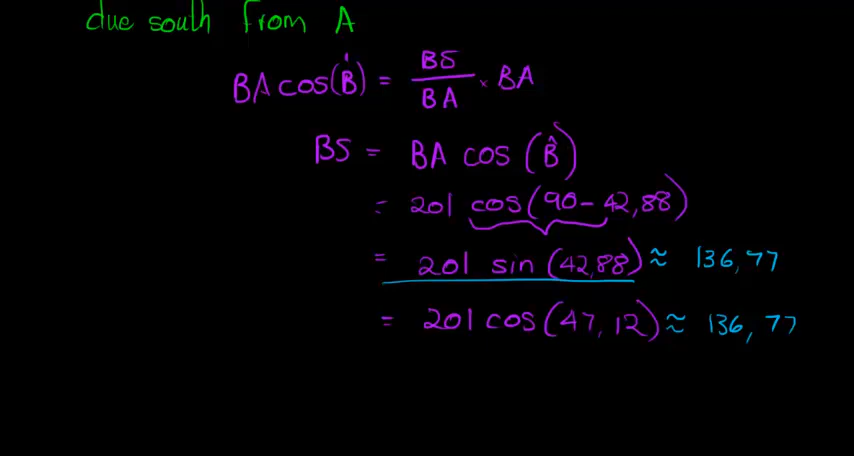 due south from A
BA cos(B̂) = BS/BA × BA
BS = BA cos (B̂)
= 201 cos(90 - 42,88)
= 201 sin (42,88) ≈ 136,77
= 201 cos(47,12) ≈ 136,77